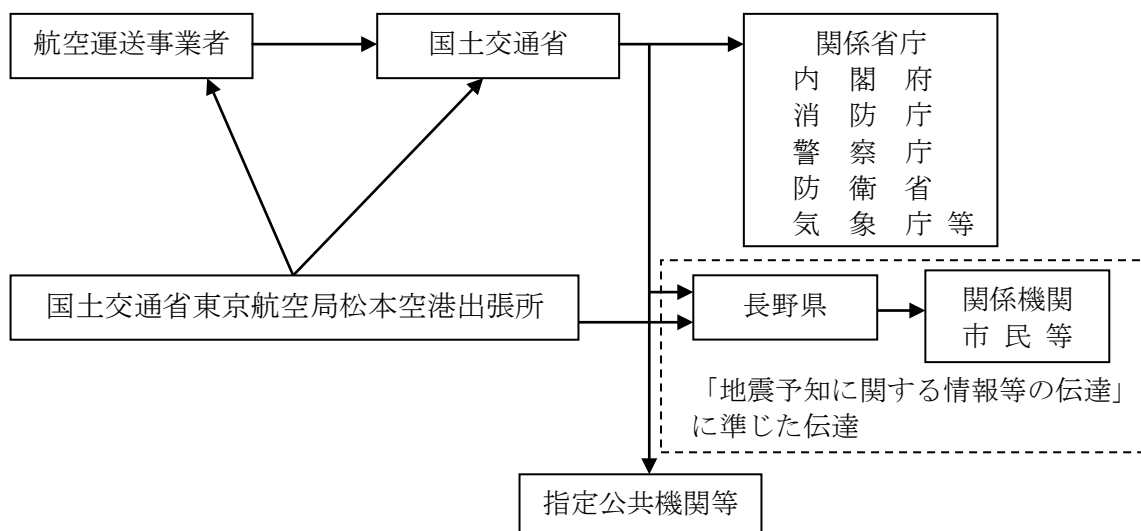 航空運送事業者
国土交通省
関係省庁
内閣府
消防庁
警察庁
防衛省
気象庁等
国土交通省東京航空局松本空港出張所
長野県
関係機関
市民等
「地震予知に関する情報等の伝達」
に準じた伝達
指定公共機関等